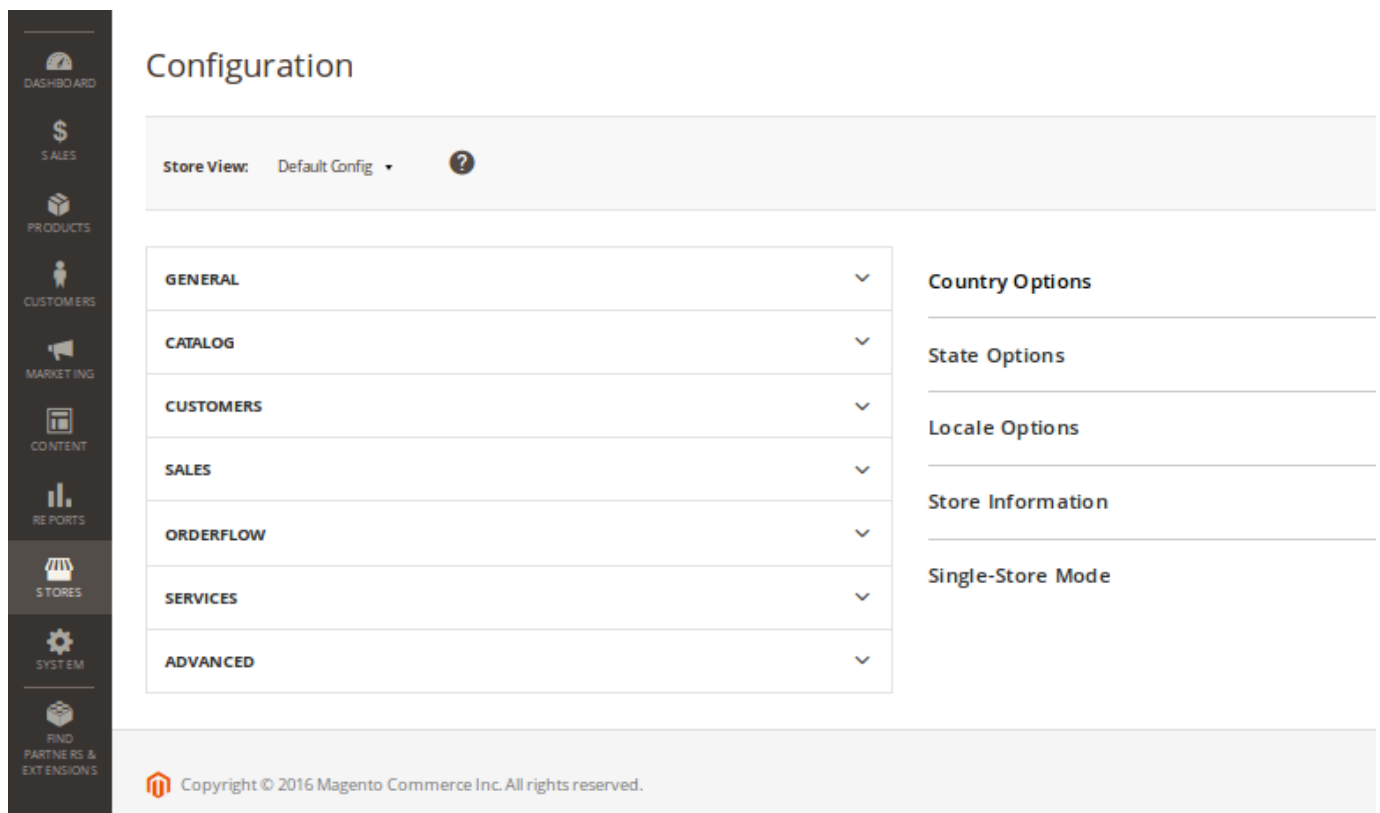 DASHBOARD
SALES
PRODUCTS
CUSTOMERS
MARKETING
CONTENT
REPORTS
STORES
SYSTEM
FIND
PARTNERS &
EXTENSIONS
Configuration
Store View: Default Config
?
GENERAL
CATALOG
CUSTOMERS
SALES
ORDERFLOW
SERVICES
ADVANCED
Country Options
State Options
Locale Options
Store Information
Single-Store Mode
Copyright © 2016 Magento Commerce Inc. All rights reserved.